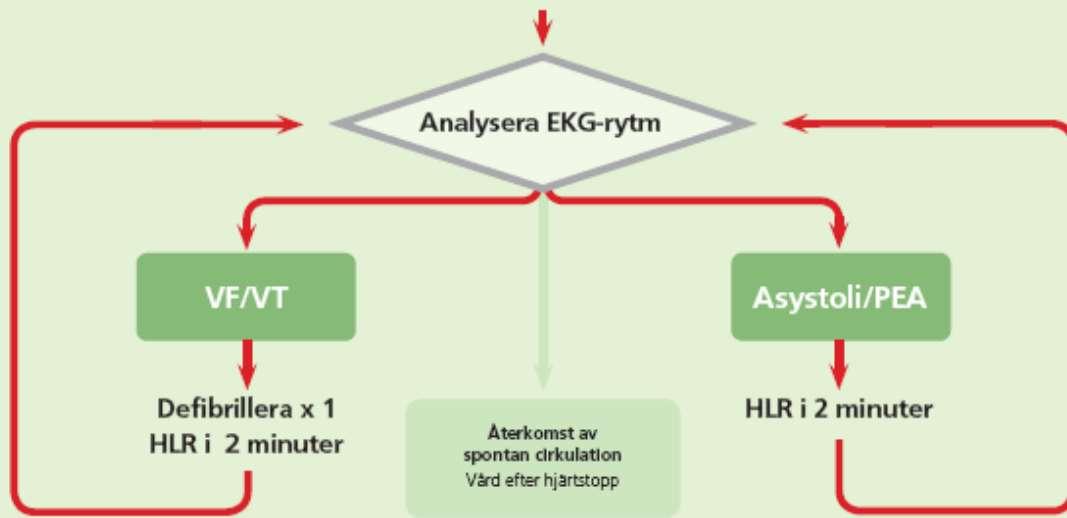 Analysera EKG-rytm
VF/VT
Defibrillera x 1
HLR i 2 minuter
Återkomst av
spontan cirkulation
Vård efter hjärtstopp
Asystoli/PEA
HLR i 2 minuter